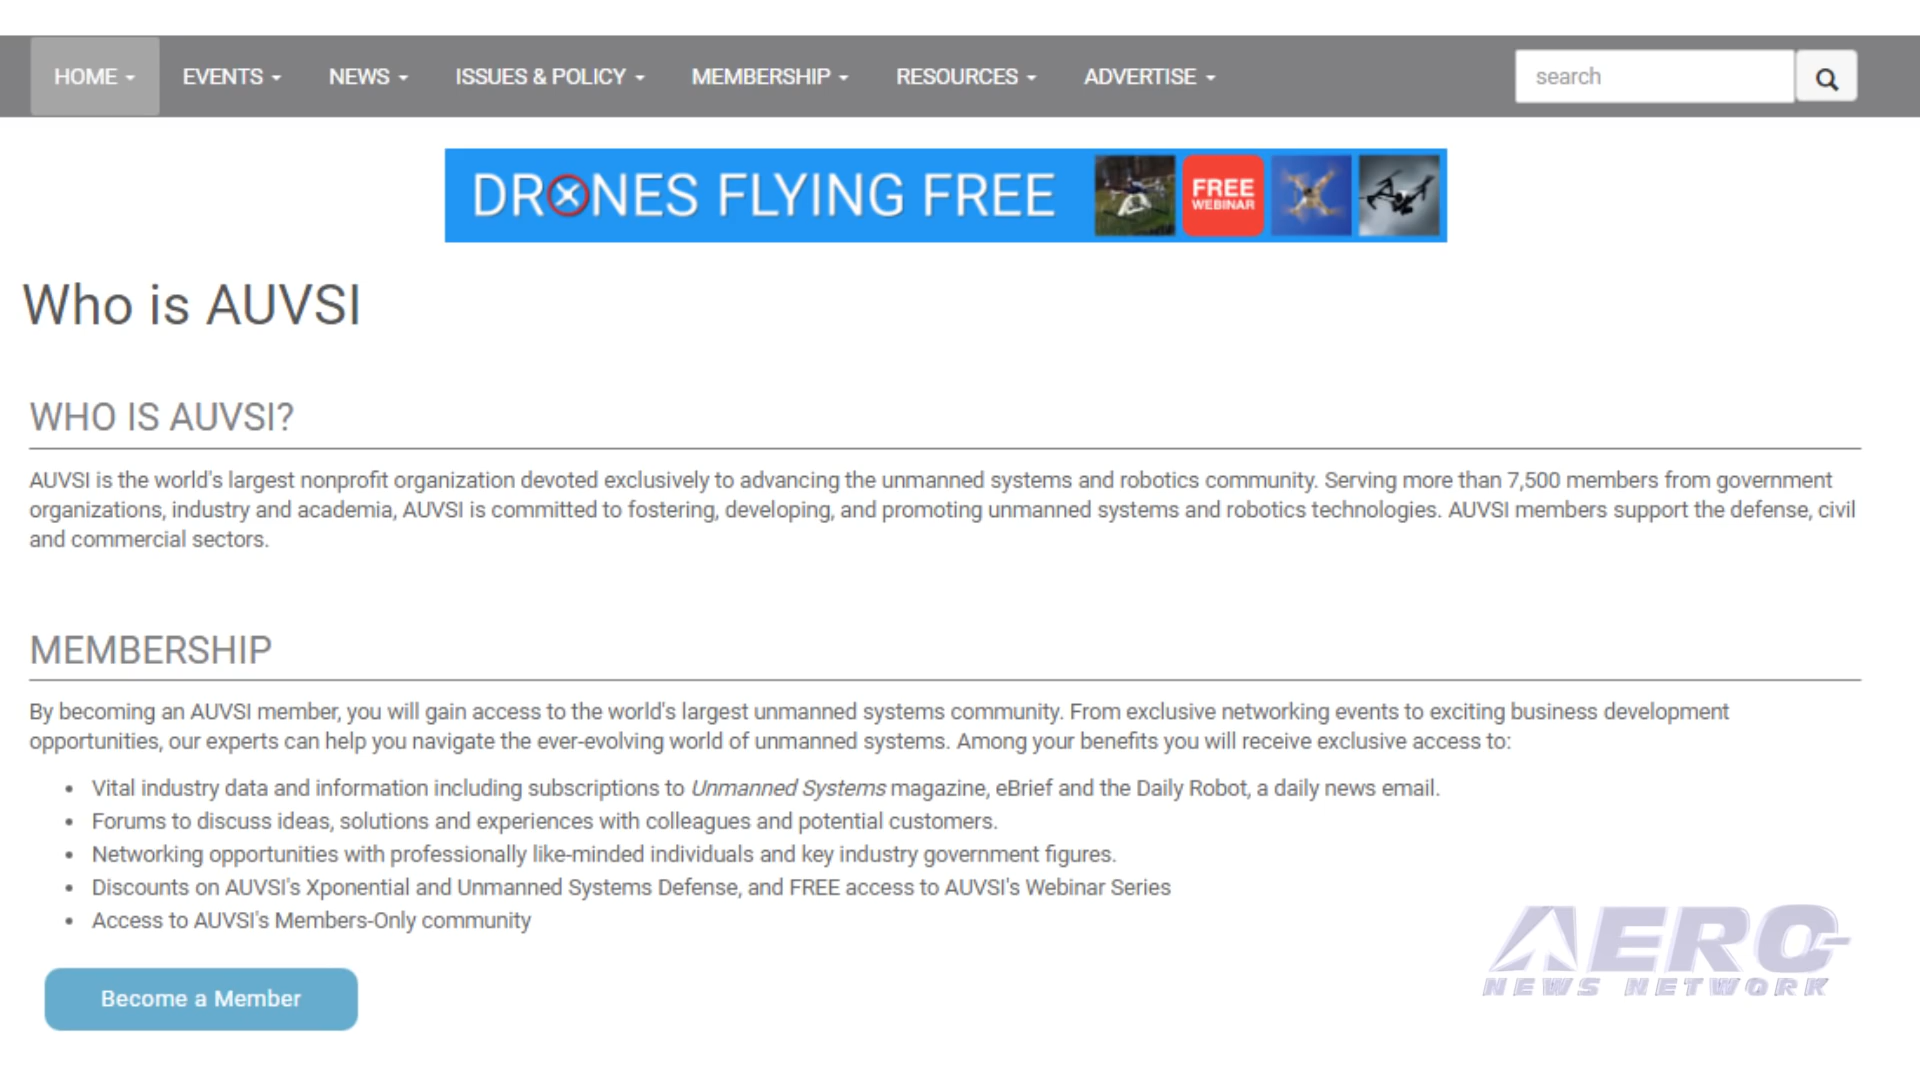 HOME EVENTS NEWS ISSUES & POLICY MEMBERSHIP RESOURCES ADVERTISE search
DRONES FLYING FREE FREE WEBINAR
Who is AUVSI
WHO IS AUVSI?
AUVSI is the world's largest nonprofit organization devoted exclusively to advancing the unmanned systems and robotics community. Serving more than 7,500 members from government
organizations, industry and academia, AUVSI is committed to fostering, developing, and promoting unmanned systems and robotics technologies. AUVSI members support the defense, civil
and commercial sectors.
MEMBERSHIP
By becoming an AUVSI member, you will gain access to the world's largest unmanned systems community. From exclusive networking events to exciting business development
opportunities, our experts can help you navigate the ever-evolving world of unmanned systems. Among your benefits you will receive exclusive access to:
• Vital industry data and information including subscriptions to Unmanned Systems magazine, eBrief and the Daily Robot, a daily news email.
• Forums to discuss ideas, solutions and experiences with colleagues and potential customers.
• Networking opportunities with professionally like-minded individuals and key industry government figures.
• Discounts on AUVSI's Xponential and Unmanned Systems Defense, and FREE access to AUVSI's Webinar Series
• Access to AUVSI's Members-Only community
Become a Member
AERO-
NEWS NETWORK